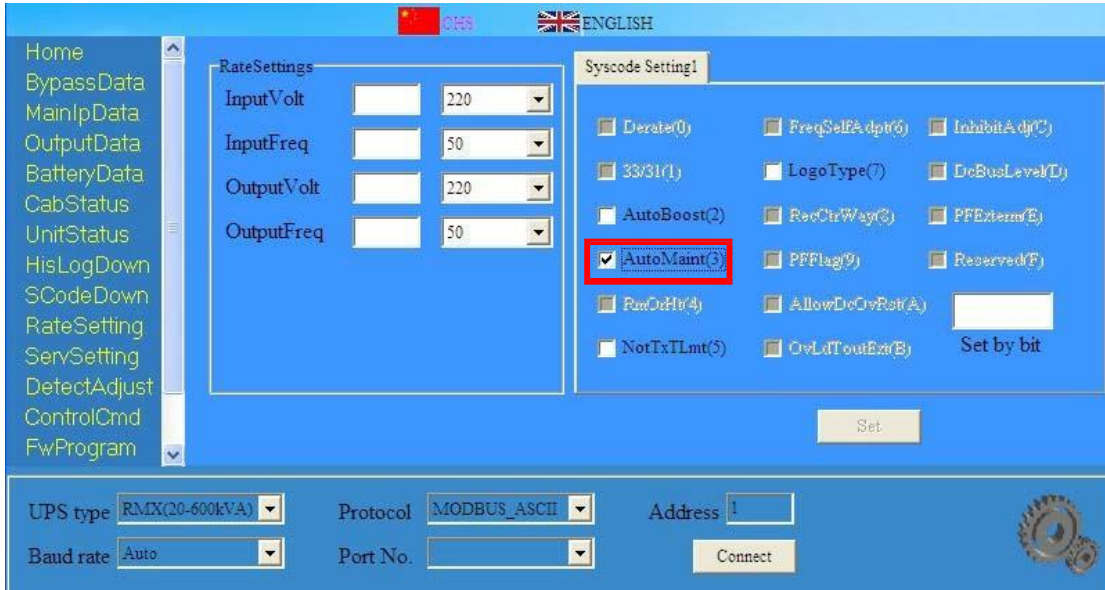 CHS ENGLISH
Home
BypassData
MainIpData
OutputData
BatteryData
CabStatus
UnitStatus
HisLogDown
SCodeDown
RateSetting
ServSetting
DetectAdjust
ControlCmd
FwProgram
RateSettings
InputVolt 220
InputFreq 50
OutputVolt 220
OutputFreq 50
Syscode Setting1
Derate(0) FreqSelfAdpt(6) InhibitAdj(C)
33/31(1) LogoType(7) DcBusLevel(D)
AutoBoost(2) RecCtrWay(8) PFExterm(E)
AutoMaint(3) PFFlag(9) Reserved(F)
RmOrHt(4) AllowDcOvRst(A)
NotTxTLmt(5) OvLdToutExt(B) Set by bit
Set
UPS type RMX(20-600kVA) Protocol MODBUS_ASCII Address 1
Baud rate Auto Port No. Connect